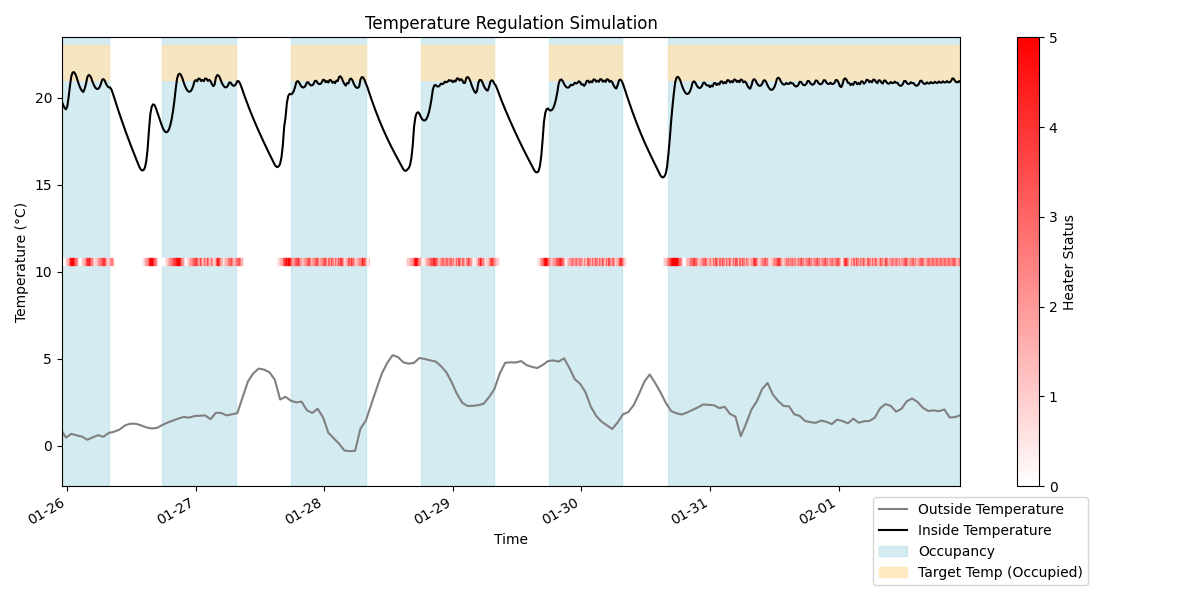 Temperature Regulation Simulation
Temperature (°C)
20
15
10
5
0
01-26
01-27
01-28
01-29
01-30
01-31
02-01
Time
5
4
3
2
1
0
Heater Status
Outside Temperature
Inside Temperature
Occupancy
Target Temp (Occupied)